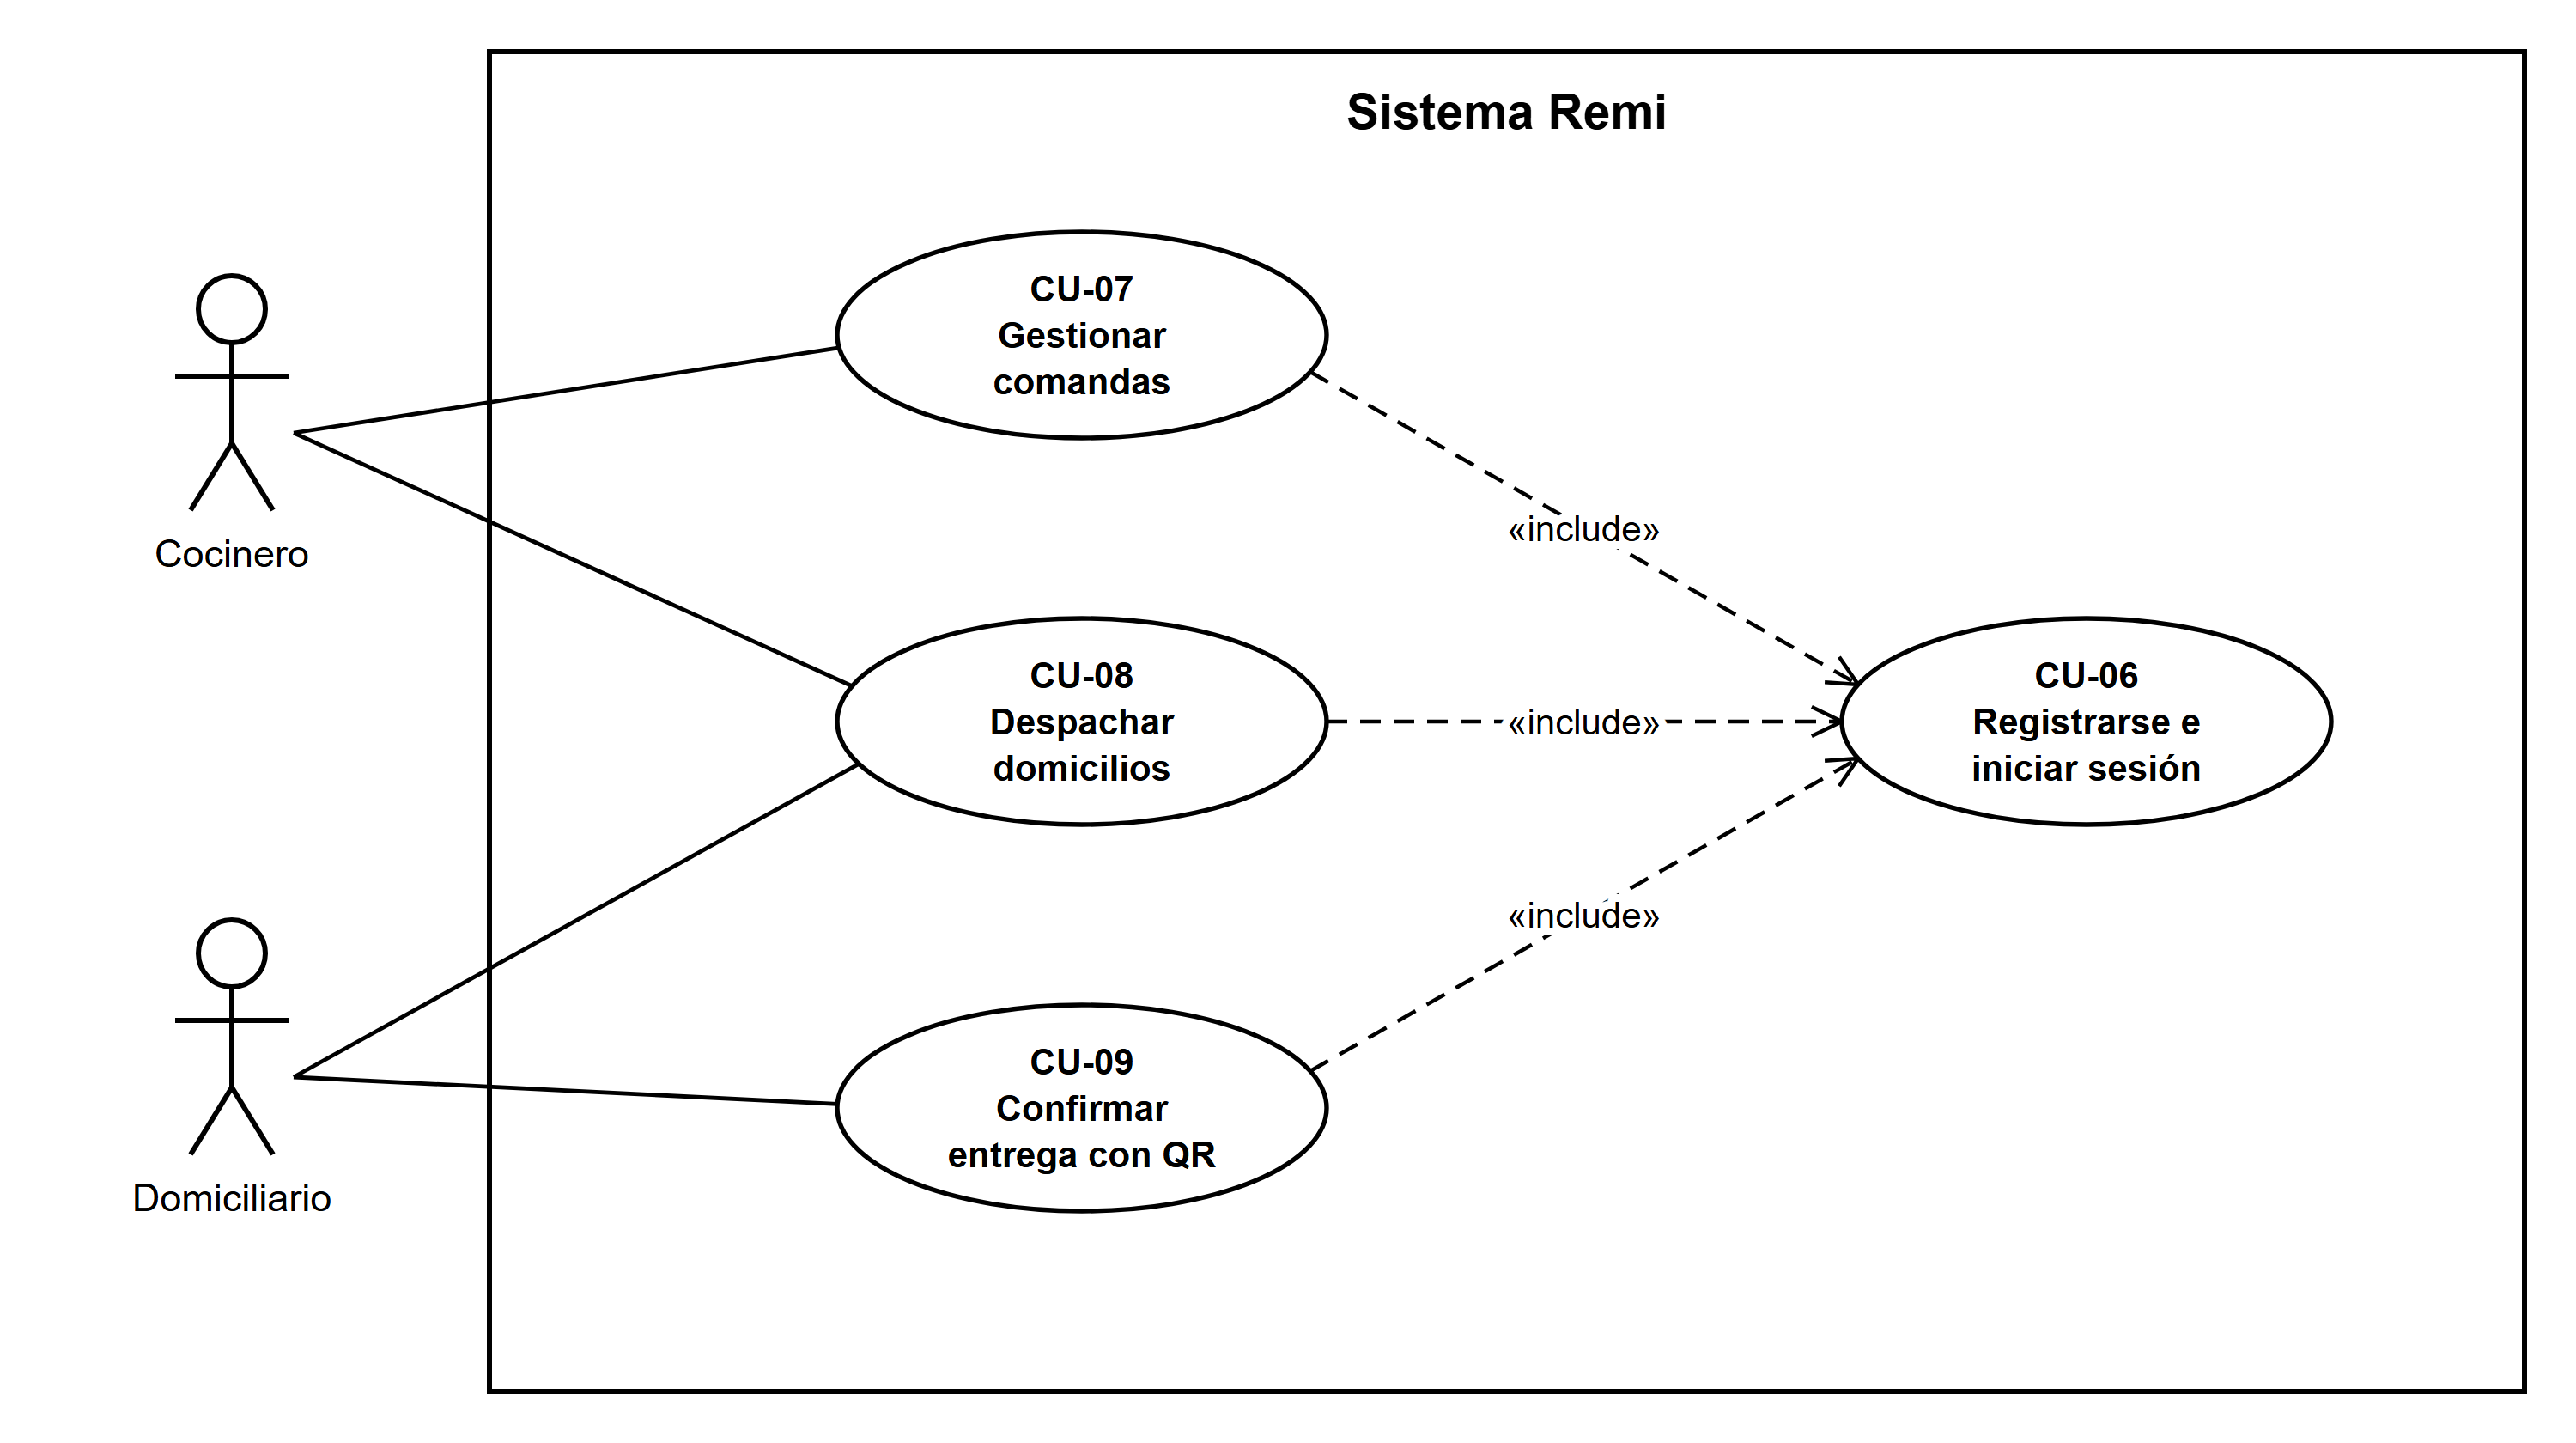 Sistema Remi
CU-07
Gestionar
comandas
Cocinero
«include»
CU-08
Despachar
domicilios
«include»
CU-06
Registrarse e
iniciar sesión
«include»
CU-09
Confirmar
entrega con QR
Domiciliario